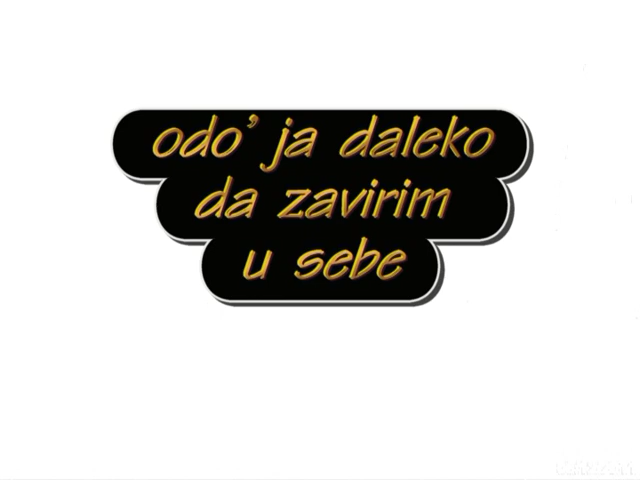 odo' ja daleko
da zavirim
u sebe